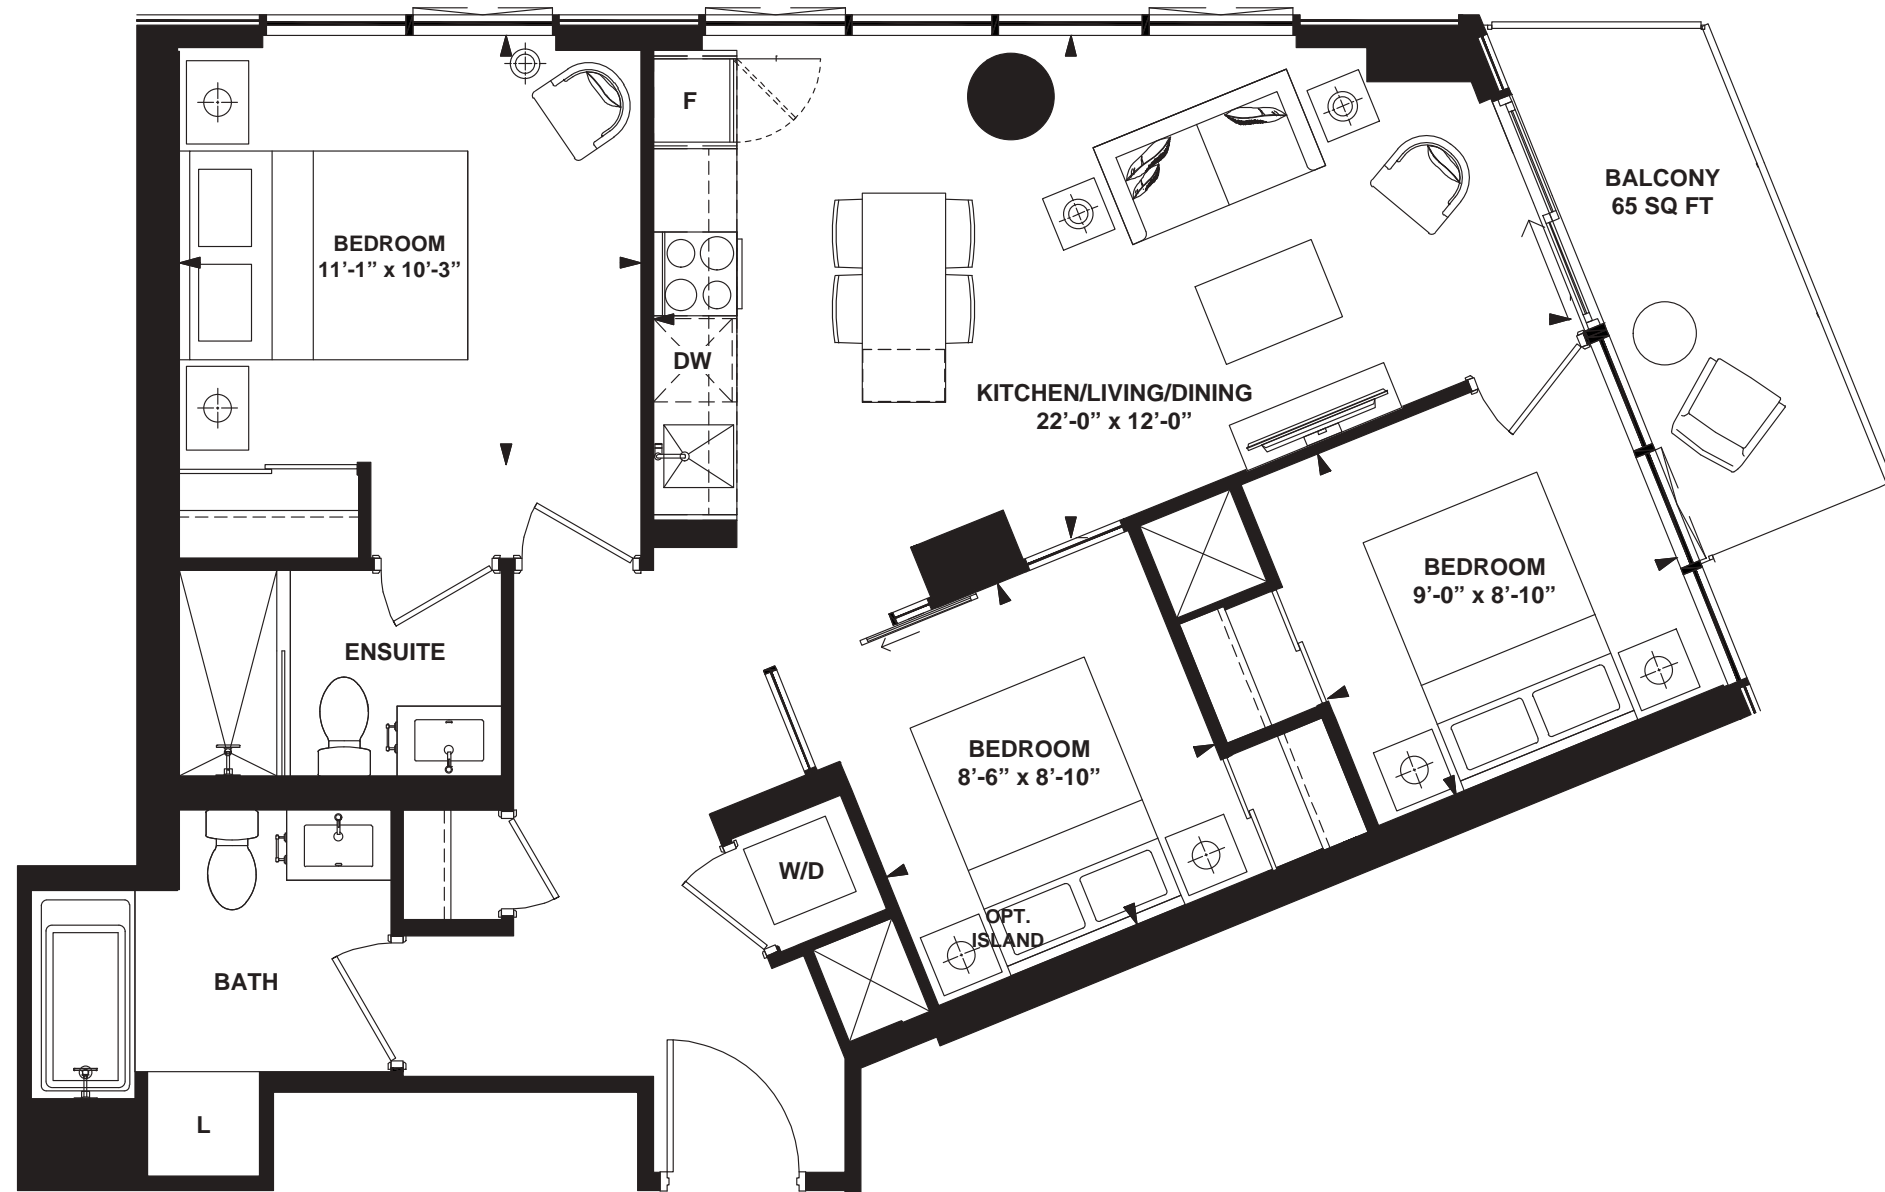 F
BALCONY
65 SQ FT
BEDROOM
11’-1” x 10’-3”
DW
KITCHEN/LIVING/DINING
22’-0” x 12’-0”
BEDROOM
9’-0” x 8’-10”
ENSUITE
BEDROOM
8’-6” x 8’-10”
W/D
OPT.
ISLAND
BATH
L